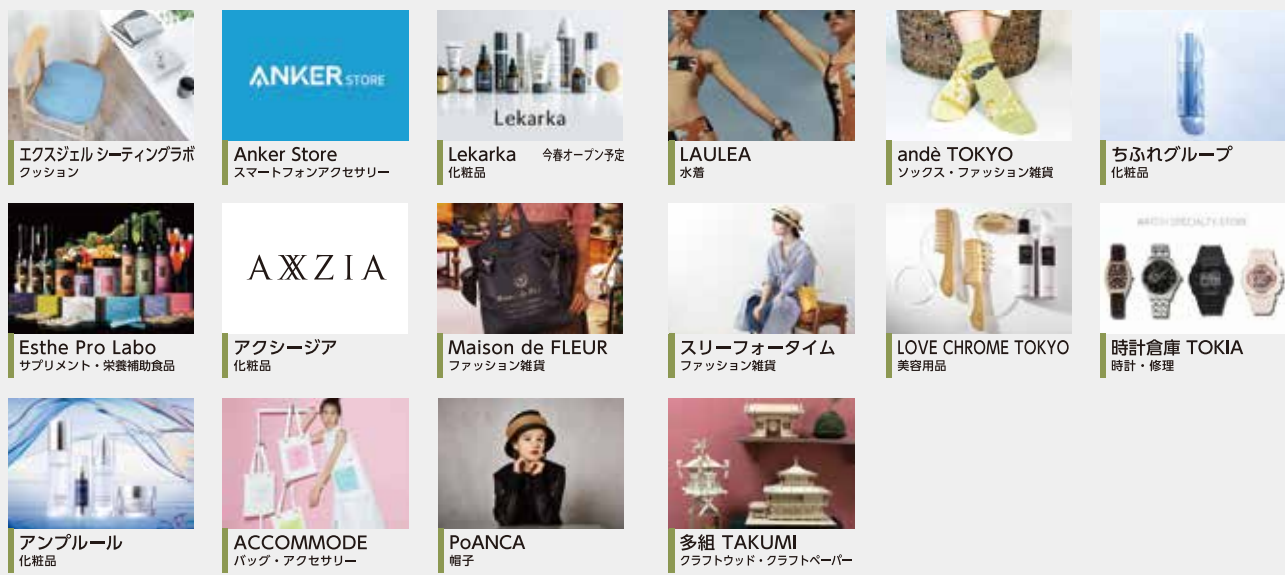 ANKER STORE
Lekarka
エクスジェル シーティングラボ
クッション
Anker Store
スマートフォンアクセサリー
Lekarka 今春オープン予定
化粧品
LAULEA
水着
andè TOKYO
ソックス・ファッション雑貨
ちふれグループ
化粧品
AXXZIA
WATCH SPECIALTY STORE
Esthe Pro Labo
サプリメント・栄養補助食品
アクシージア
化粧品
Maison de FLEUR
ファッション雑貨
スリーフォータイム
ファッション雑貨
LOVE CHROME TOKYO
美容用品
時計倉庫 TOKIA
時計・修理
アンプルール
化粧品
ACCOMMODE
バッグ・アクセサリー
PoANCA
帽子
多組 TAKUMI
クラフトウッド・クラフトペーパー